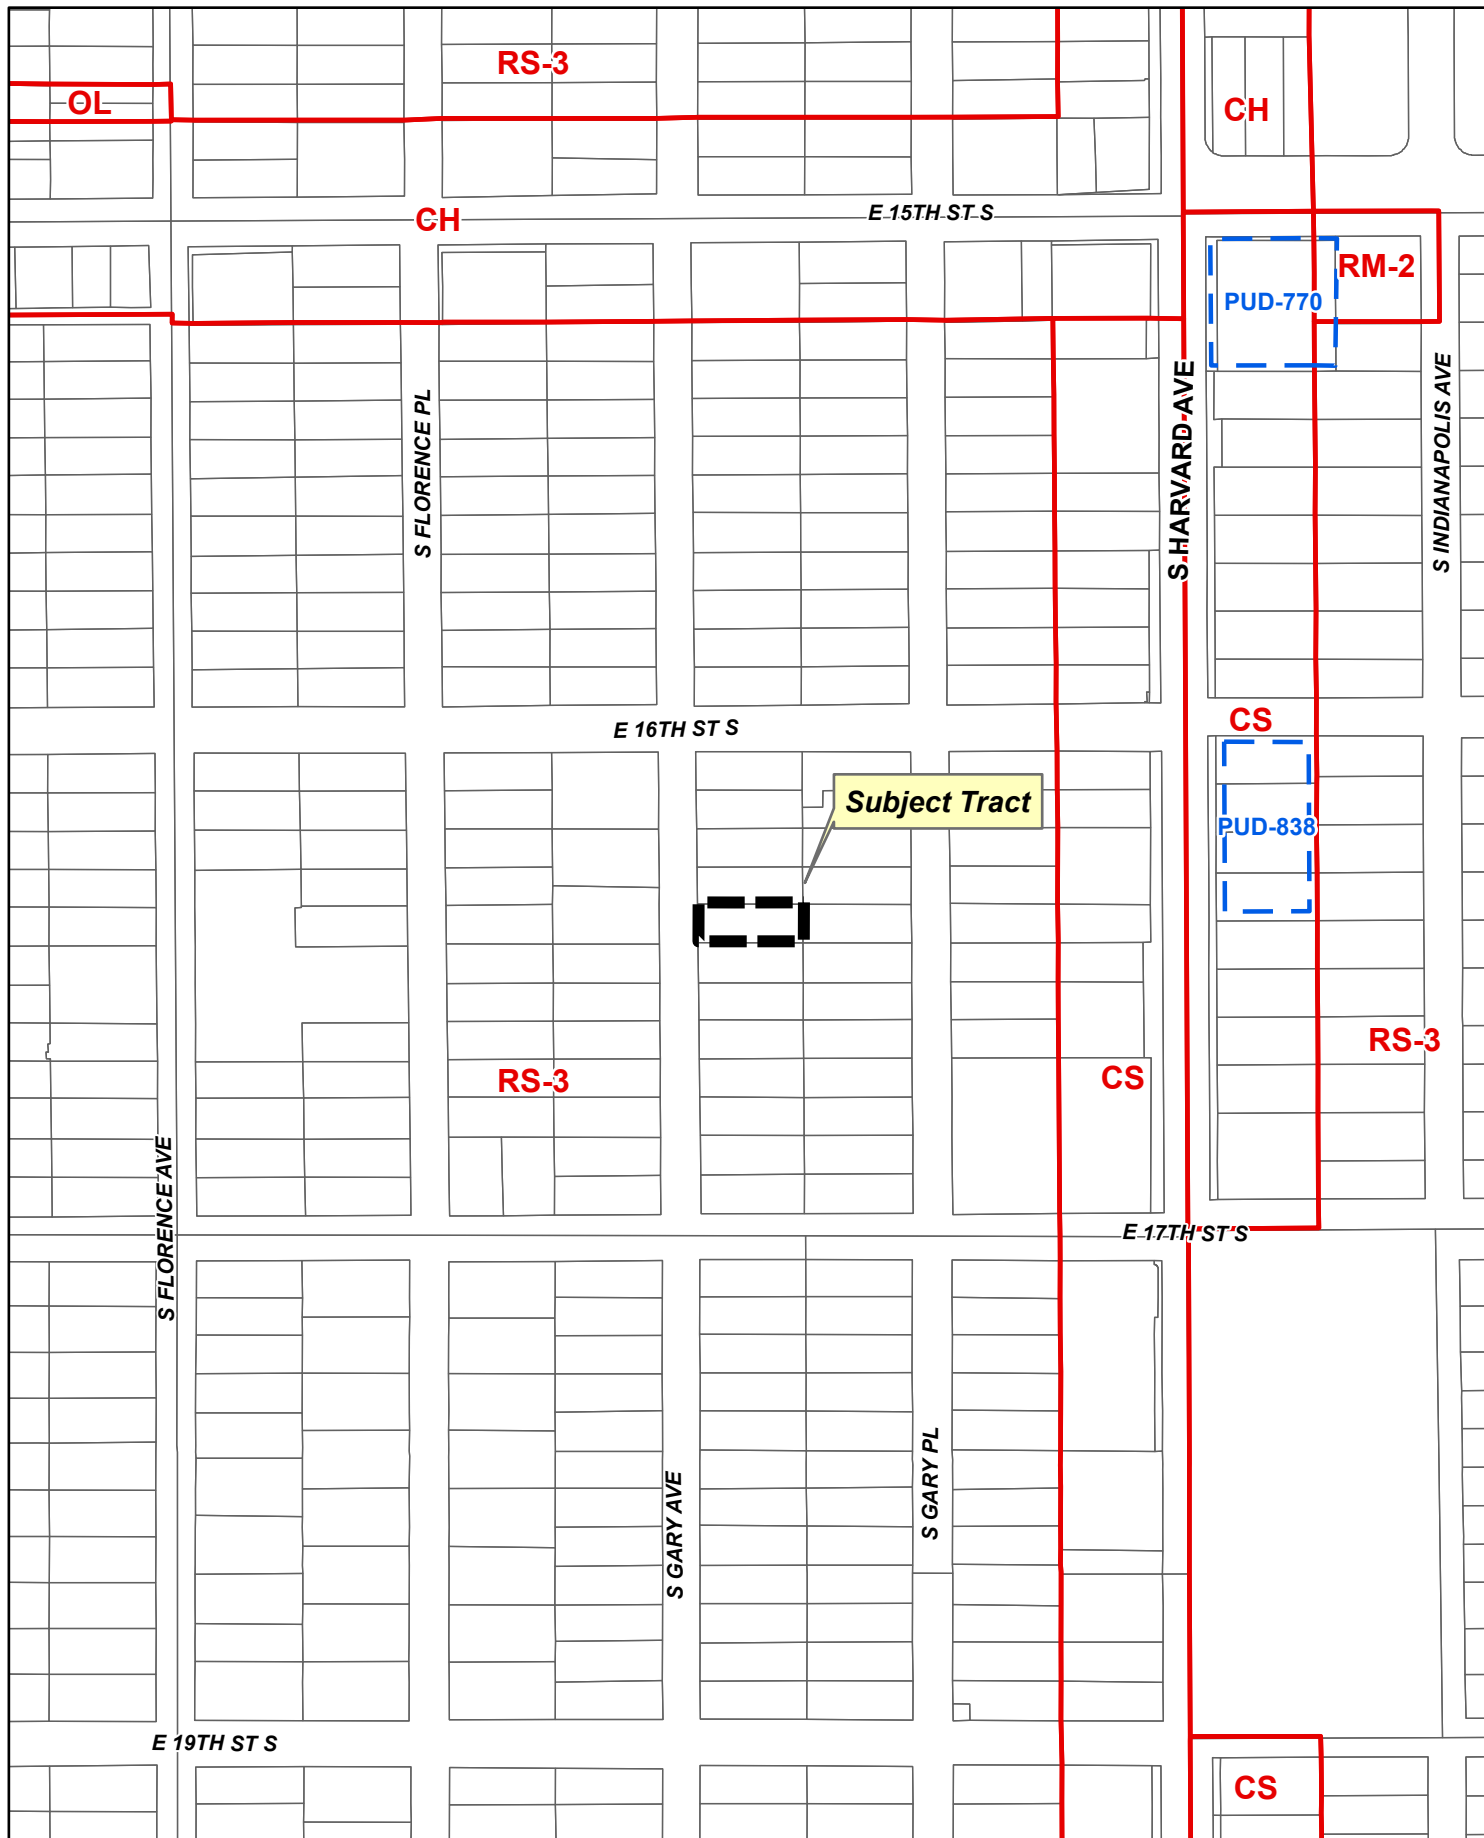 RS-3
OL
CH
CH
E 15TH ST S
RM-2
PUD-770
S FLORENCE PL
S HARVARD AVE
S INDIANAPOLIS AVE
CS
E 16TH ST S
Subject Tract
PUD-838
RS-3
RS-3
CS
S FLORENCE AVE
E 17TH ST S
S GARY AVE
S GARY PL
E 19TH ST S
CS